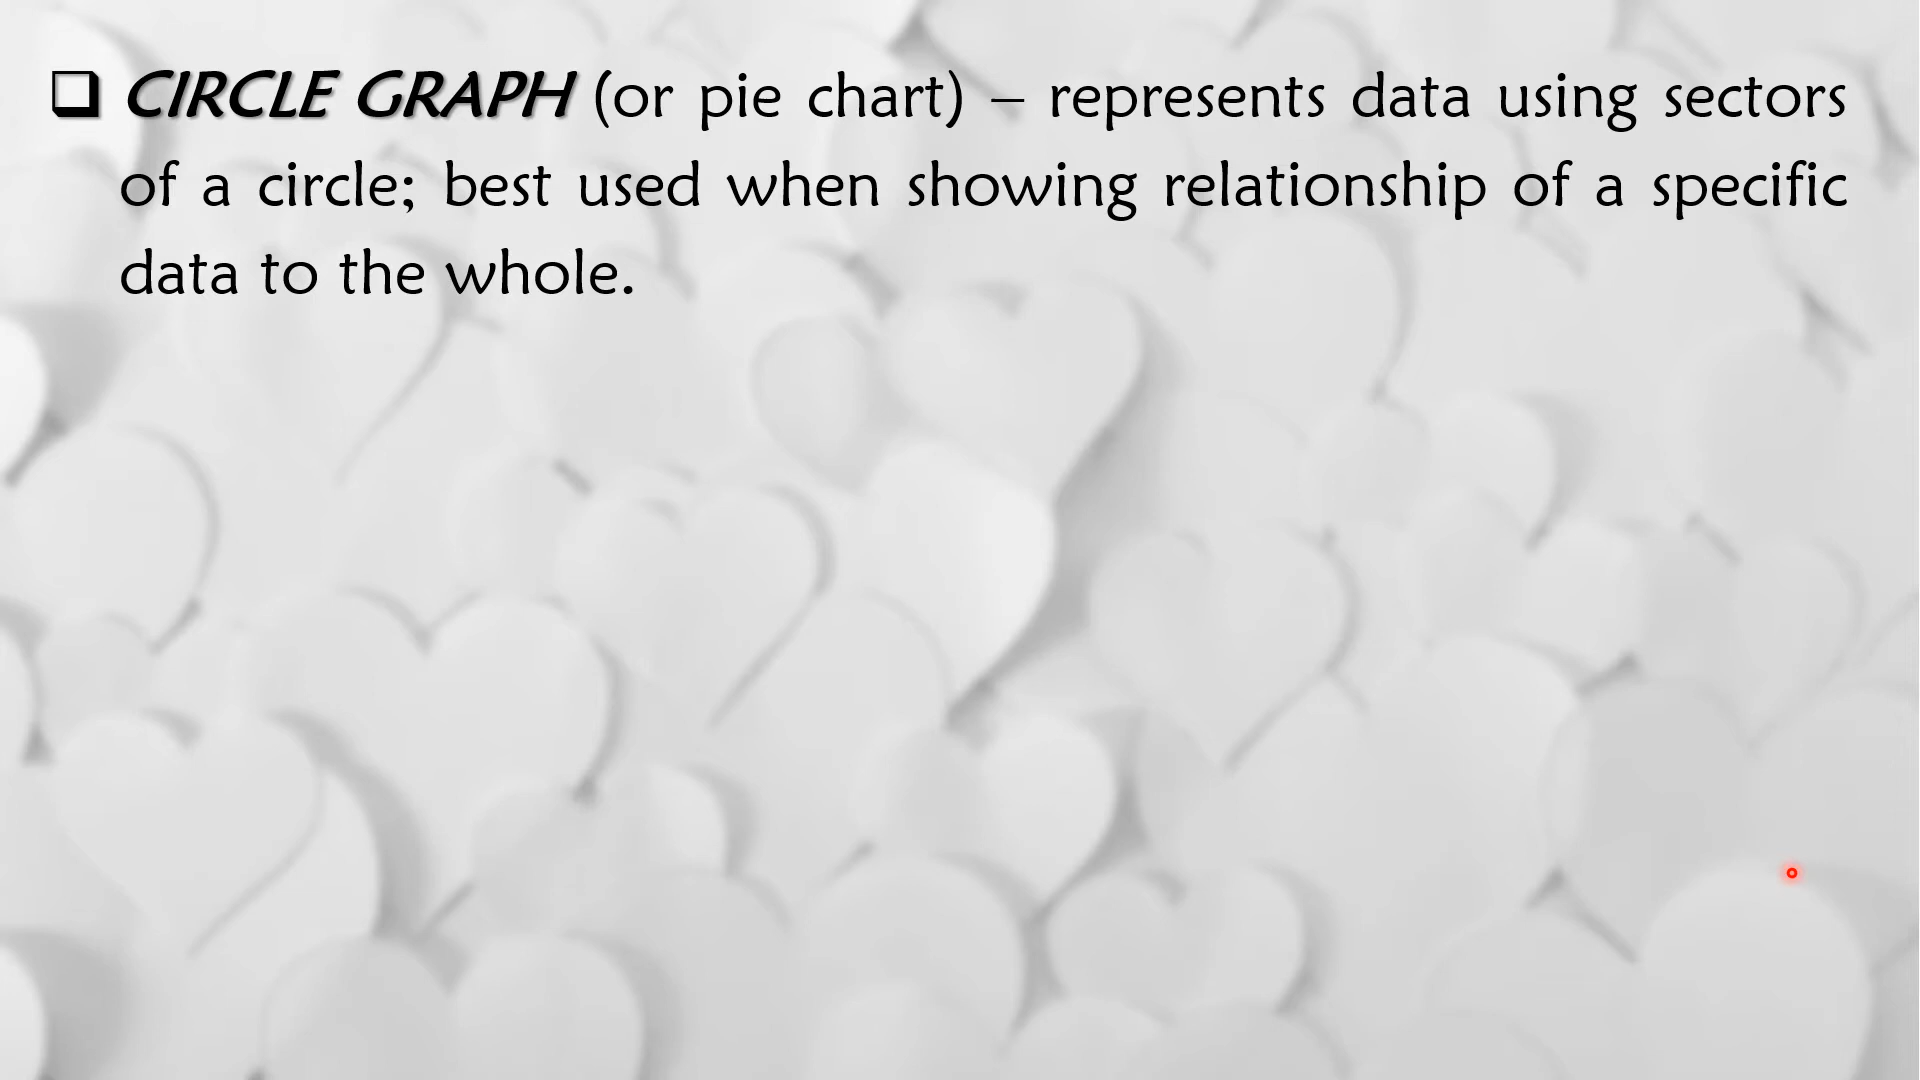 ❑ CIRCLE GRAPH (or pie chart) – represents data using sectors
of a circle; best used when showing relationship of a specific
data to the whole.